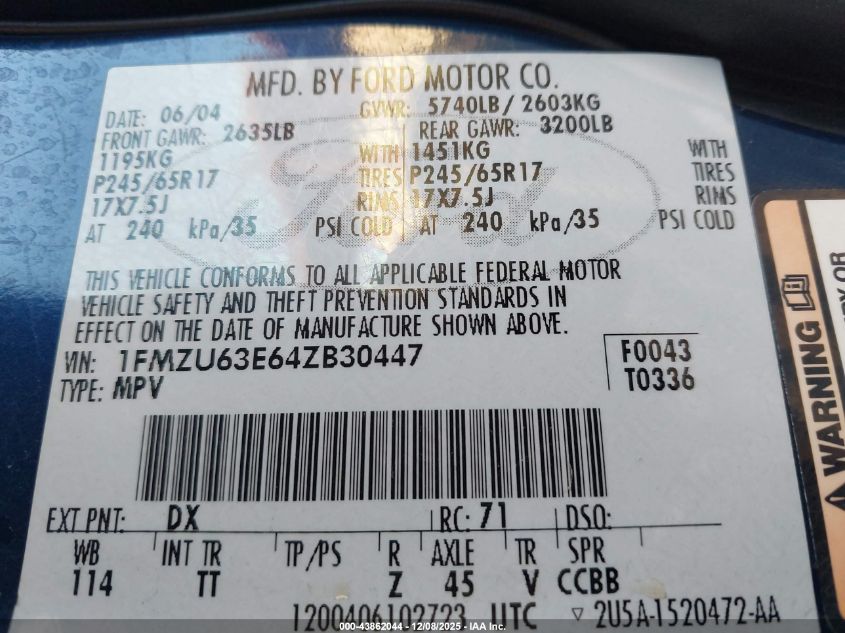 MFD. BY FORD MOTOR CO.
DATE: 06/04 GVWR: 5740LB/ 2603KG
FRONT GAWR: 2635LB REAR GAWR: 3200LB
1195KG WITH 1451KG WITH
P245/65R17 TIRES P245/65R17 TIRES
17X7.5J RIMS 17X7.5J RIMS
AT 240 kPa/35 PSI COLD AT 240 kPa/35 PSI COLD
Ford
THIS VEHICLE CONFORMS TO ALL APPLICABLE FEDERAL MOTOR
VEHICLE SAFETY AND THEFT PREVENTION STANDARDS IN
EFFECT ON THE DATE OF MANUFACTURE SHOWN ABOVE.
VIN: 1FMZU63E64ZB30447 F0043
TYPE: MPV T0336
EXT PNT: DX RC: 71 DSO:
WB INT TR TP/PS R AXLE TR SPR
114 TT Z 45 V CCBB
1200406102723 UTC ▽ 2U5A-1520472-AA
WARNING
OR
000-43862044 - 12/08/2025 - IAA Inc.